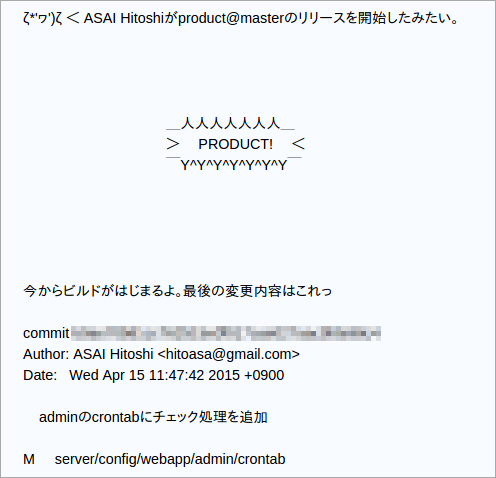 ζ*'ヮ')ζ ＜ ASAI Hitoshiがproduct@masterのリリースを開始したみたい。
＿人人人人人人人＿
＞　PRODUCT!　＜
￣Y^Y^Y^Y^Y^Y^Y￣
今からビルドがはじまるよ。最後の変更内容はこれっ
commit
Author: ASAI Hitoshi <hitoasa@gmail.com>
Date:   Wed Apr 15 11:47:42 2015 +0900
adminのcrontabにチェック処理を追加
M     server/config/webapp/admin/crontab